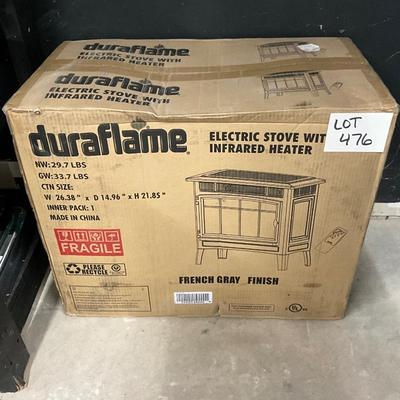 duraflame
ELECTRIC STOVE WITH
INFRARED HEATER
duraflame
ELECTRIC STOVE WITH
INFRARED HEATER
duraflame®
ELECTRIC STOVE WIT
INFRARED HEATER
LOT
476
NW:29.7 LBS
GW:33.7 LBS
CTN SIZE:
W 26.38" x D 14.96" x H 21.85"
INNER PACK: 1
MADE IN CHINA
FRAGILE
PLEASE
RECYCLE
FRENCH GRAY FINISH
UL